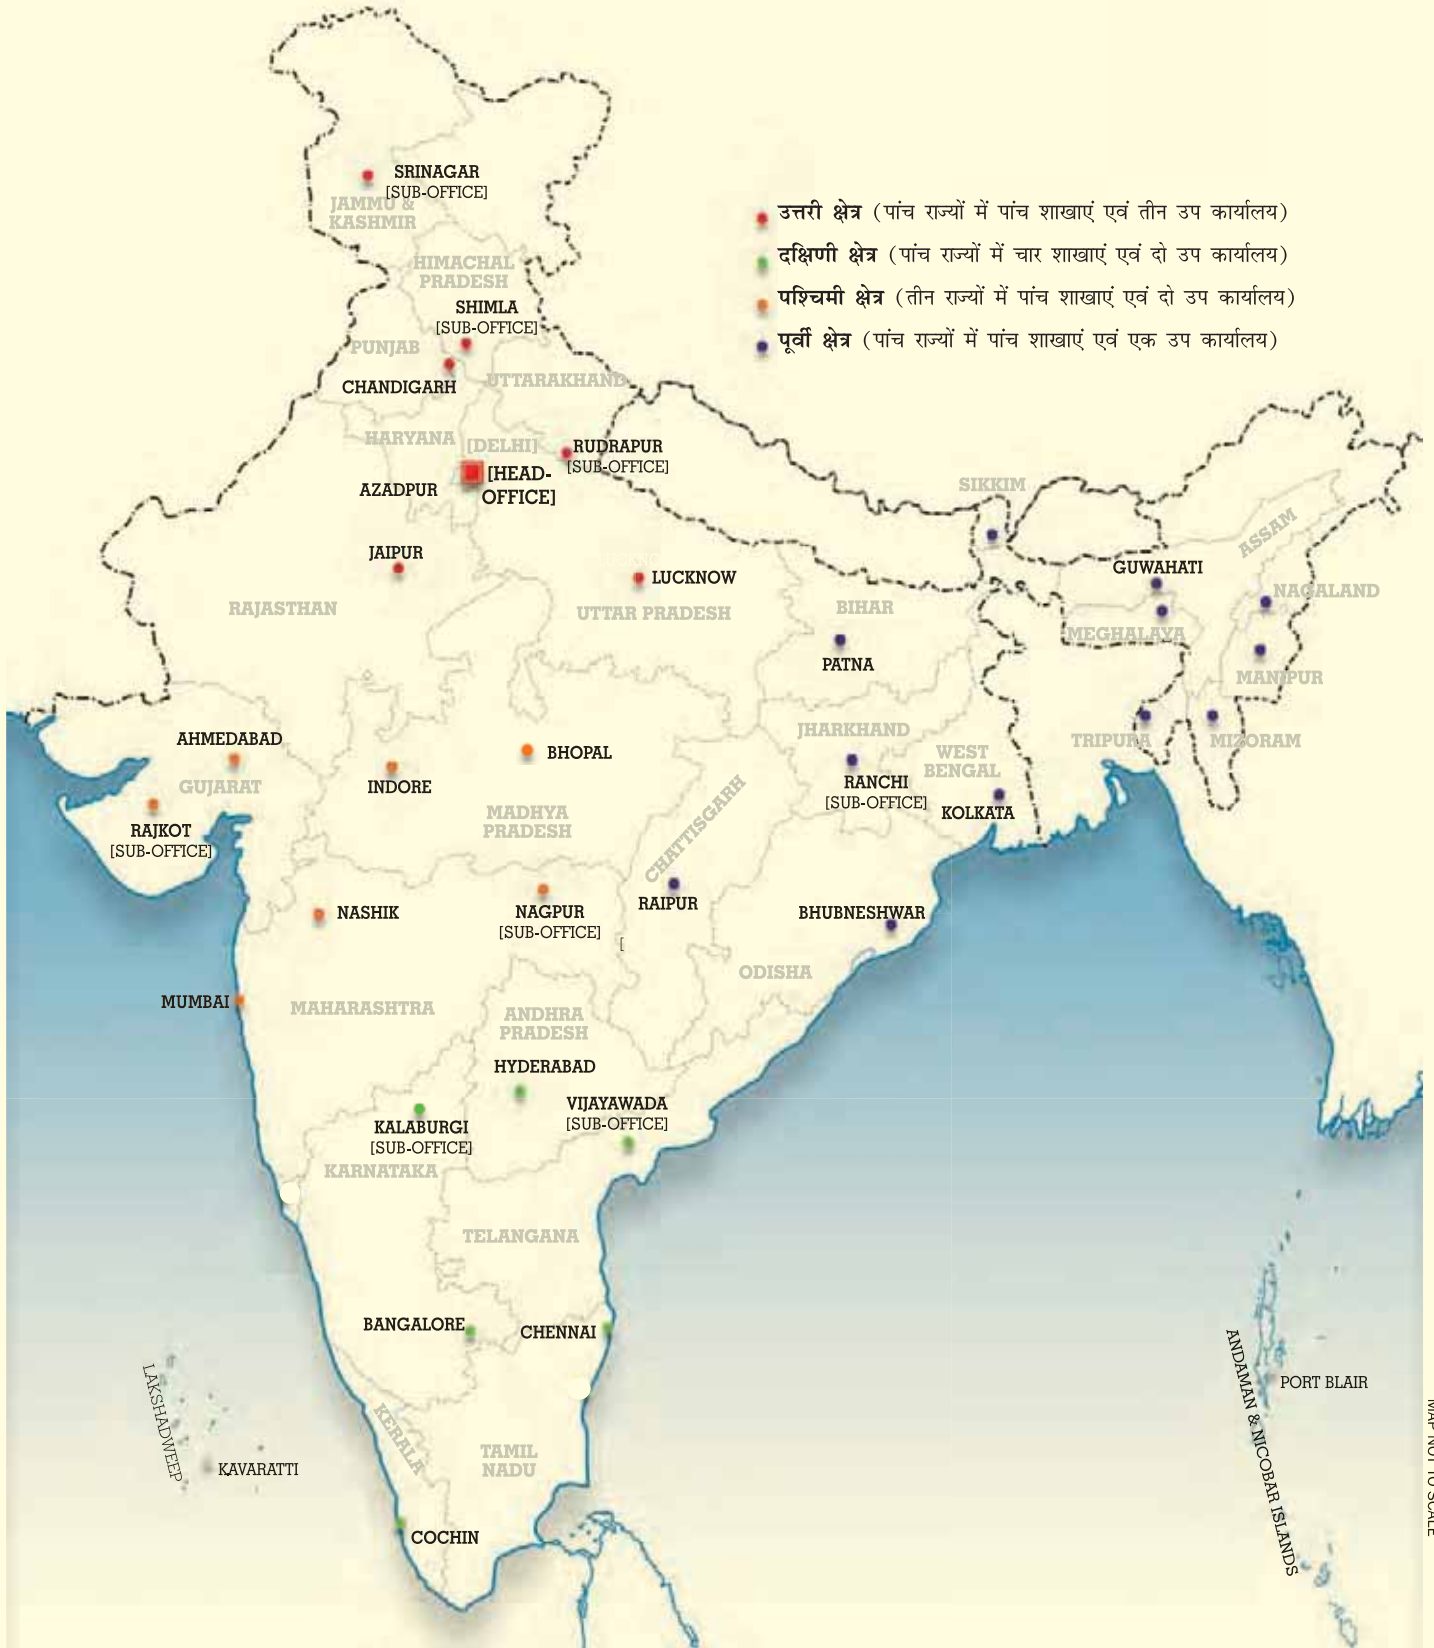 SRINAGAR
[SUB-OFFICE]
JAMMU &
KASHMIR
उत्तरी क्षेत्र (पांच राज्यों में पांच शाखाएं एवं तीन उप कार्यालय)
दक्षिणी क्षेत्र (पांच राज्यों में चार शाखाएं एवं दो उप कार्यालय)
पश्चिमी क्षेत्र (तीन राज्यों में पांच शाखाएं एवं दो उप कार्यालय)
पूर्वी क्षेत्र (पांच राज्यों में पांच शाखाएं एवं एक उप कार्यालय)
HIMACHAL
PRADESH
SHIMLA
[SUB-OFFICE]
PUNJAB
CHANDIGARH
UTTARAKHAND
HARYANA
[DELHI]
RUDRAPUR
[SUB-OFFICE]
[HEAD-
OFFICE]
AZADPUR
SIKKIM
ASSAM
JAIPUR
LUCKNOW
GUWAHATI
RAJASTHAN
UTTAR PRADESH
BIHAR
NAGALAND
MEGHALAYA
PATNA
MANIPUR
AHMEDABAD
GUJARAT
INDORE
BHOPAL
JHARKHAND
WEST
BENGAL
TRIPURA
MIZORAM
RAJKOT
[SUB-OFFICE]
MADHYA
PRADESH
CHATTISGARH
RANCHI
[SUB-OFFICE]
KOLKATA
NASHIK
NAGPUR
[SUB-OFFICE]
[
RAIPUR
BHUBNESHWAR
ODISHA
MUMBAI
MAHARASHTRA
ANDHRA
PRADESH
HYDERABAD
VIJAYAWADA
[SUB-OFFICE]
KALABURGI
[SUB-OFFICE]
KARNATAKA
TELANGANA
BANGALORE
CHENNAI
LAKSHADWEEP
KAVARATTI
KERALA
TAMIL
NADU
COCHIN
PORT BLAIR
ANDAMAN & NICOBAR ISLANDS
MAP NOT TO SCALE